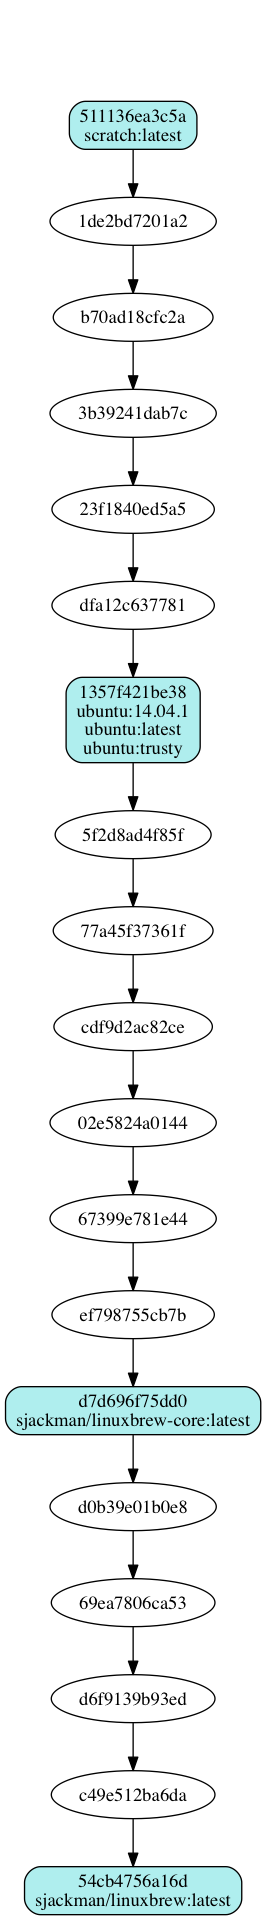 511136ea3c5a
scratch:latest
1de2bd7201a2
b70ad18cfc2a
3b39241dab7c
23f1840ed5a5
dfa12c637781
1357f421be38
ubuntu:14.04.1
ubuntu:latest
ubuntu:trusty
5f2d8ad4f85f
77a45f37361f
cdf9d2ac82ce
02e5824a0144
67399e781e44
ef798755cb7b
d7d696f75dd0
sjackman/linuxbrew-core:latest
d0b39e01b0e8
69ea7806ca53
d6f9139b93ed
c49e512ba6da
54cb4756a16d
sjackman/linuxbrew:latest